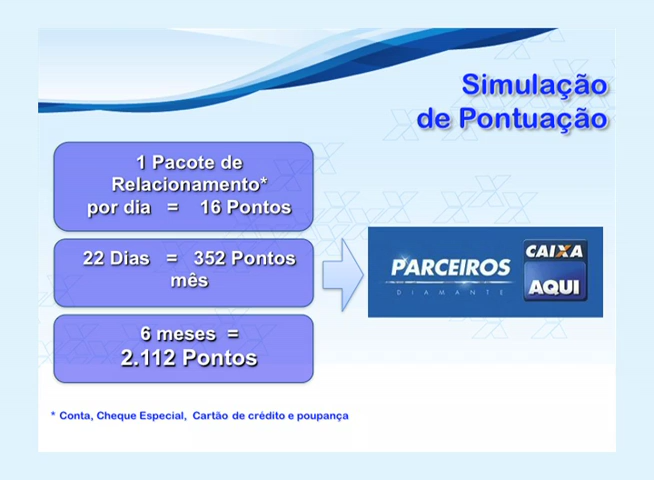 Simulação
de Pontuação
1 Pacote de
Relacionamento*
por dia = 16 Pontos
22 Dias = 352 Pontos
mês
6 meses =
2.112 Pontos
PARCEIROS
DIAMANTE
CAIXA
AQUI
* Conta, Cheque Especial, Cartão de crédito e poupança